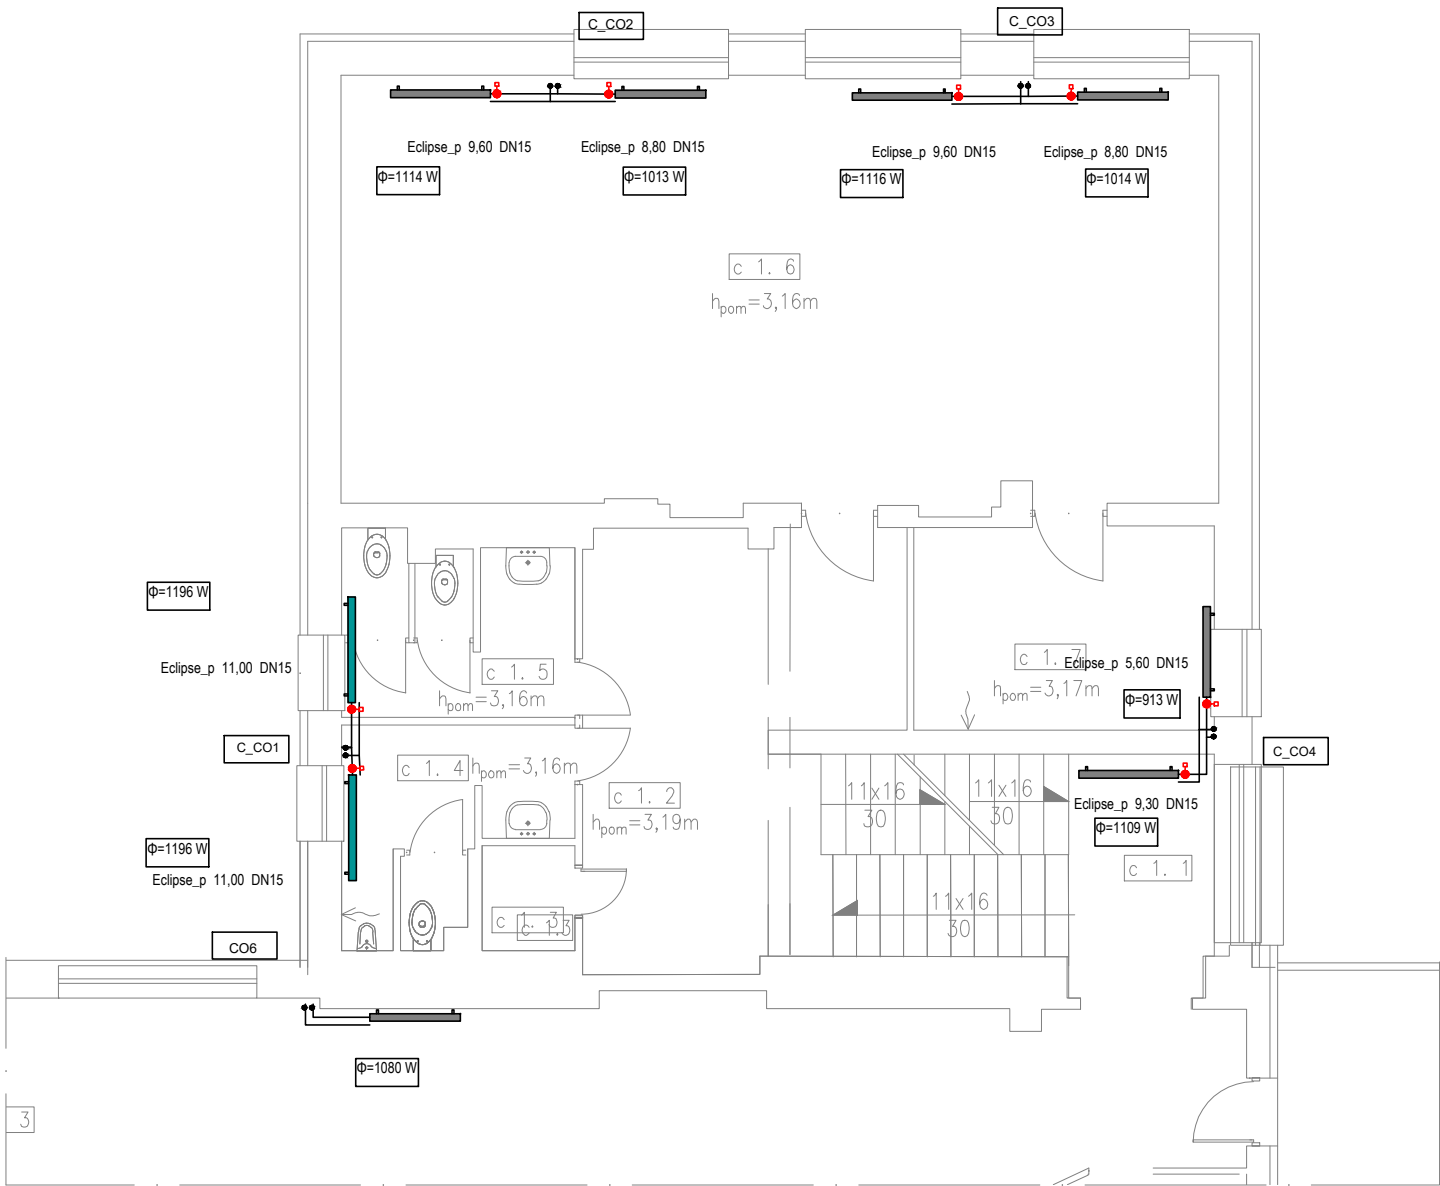 C_CO2
C_CO3
Eclipse_p 9,60 DN15
Eclipse_p 8,80 DN15
Eclipse_p 9,60 DN15
Eclipse_p 8,80 DN15
Φ=1114 W
Φ=1013 W
Φ=1116 W
Φ=1014 W
c 1. 6
hpom=3,16m
Φ=1196 W
Eclipse_p 11,00 DN15
c 1. 5
hpom=3,16m
c 1. 7
Eclipse_p 5,60 DN15
hpom=3,17m
Φ=913 W
C_CO1
C_CO4
c 1. 4
hpom=3,16m
c 1. 2
hpom=3,19m
11x16
30
11x16
30
Eclipse_p 9,30 DN15
Φ=1109 W
Φ=1196 W
Eclipse_p 11,00 DN15
c 1. 1
11x16
30
c 1. 3
c 1.3
CO6
Φ=1080 W
3